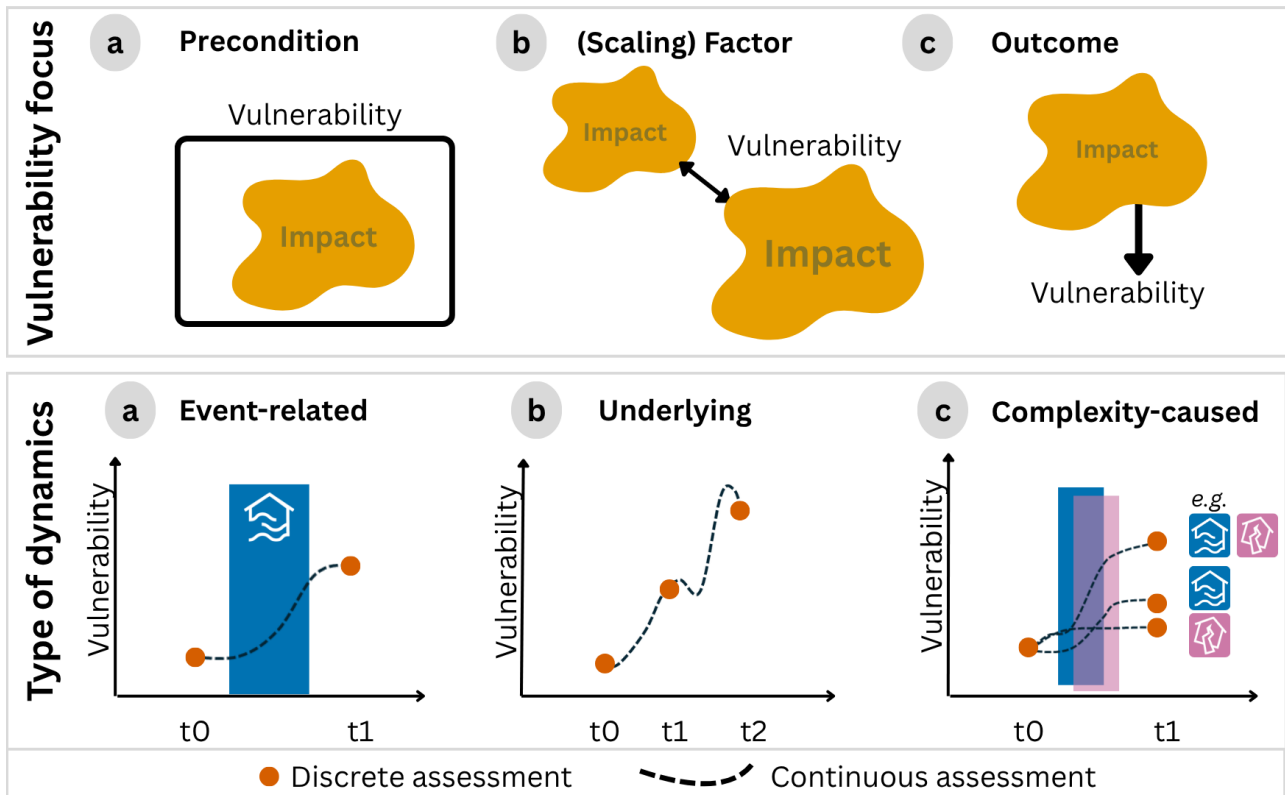 Vulnerability focus
a
Precondition
Vulnerability
Impact
b
(Scaling) Factor
Impact
Vulnerability
Impact
c
Outcome
Impact
Vulnerability
Type of dynamics
a
Event-related
Vulnerability
t0
t1
b
Underlying
Vulnerability
t0
t1
t2
c
Complexity-caused
Vulnerability
e.g.
t0
t1
Discrete assessment
Continuous assessment